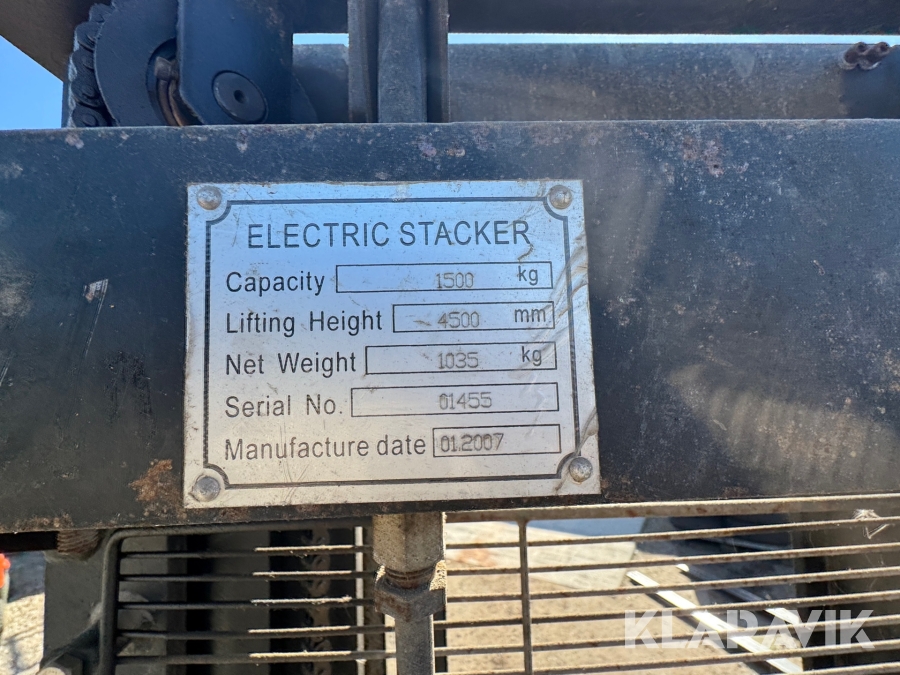 ELECTRIC STACKER
Capacity 1500 kg
Lifting Height 4500 mm
Net Weight 1035 kg
Serial No. 01455
Manufacture date 01.2007
KLARAVIK